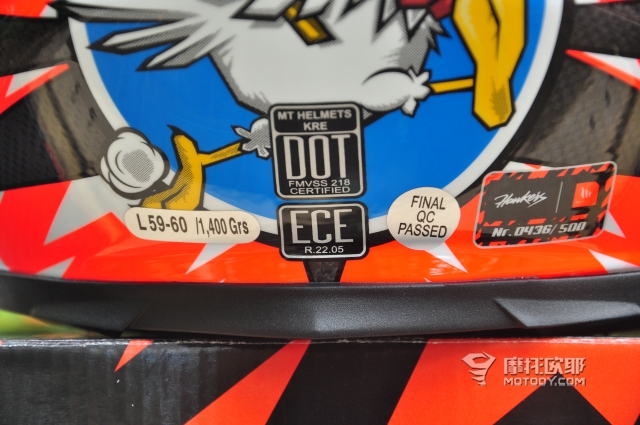 MT HELMETS
KRE
DOT
FMVSS 218
CERTIFIED
L 59-60 /1,400 Grs
ECE
R.22.05
FINAL
QC
PASSED
Hawkers
Nr. 0436/500
摩托欧耶
MOTOOY.COM